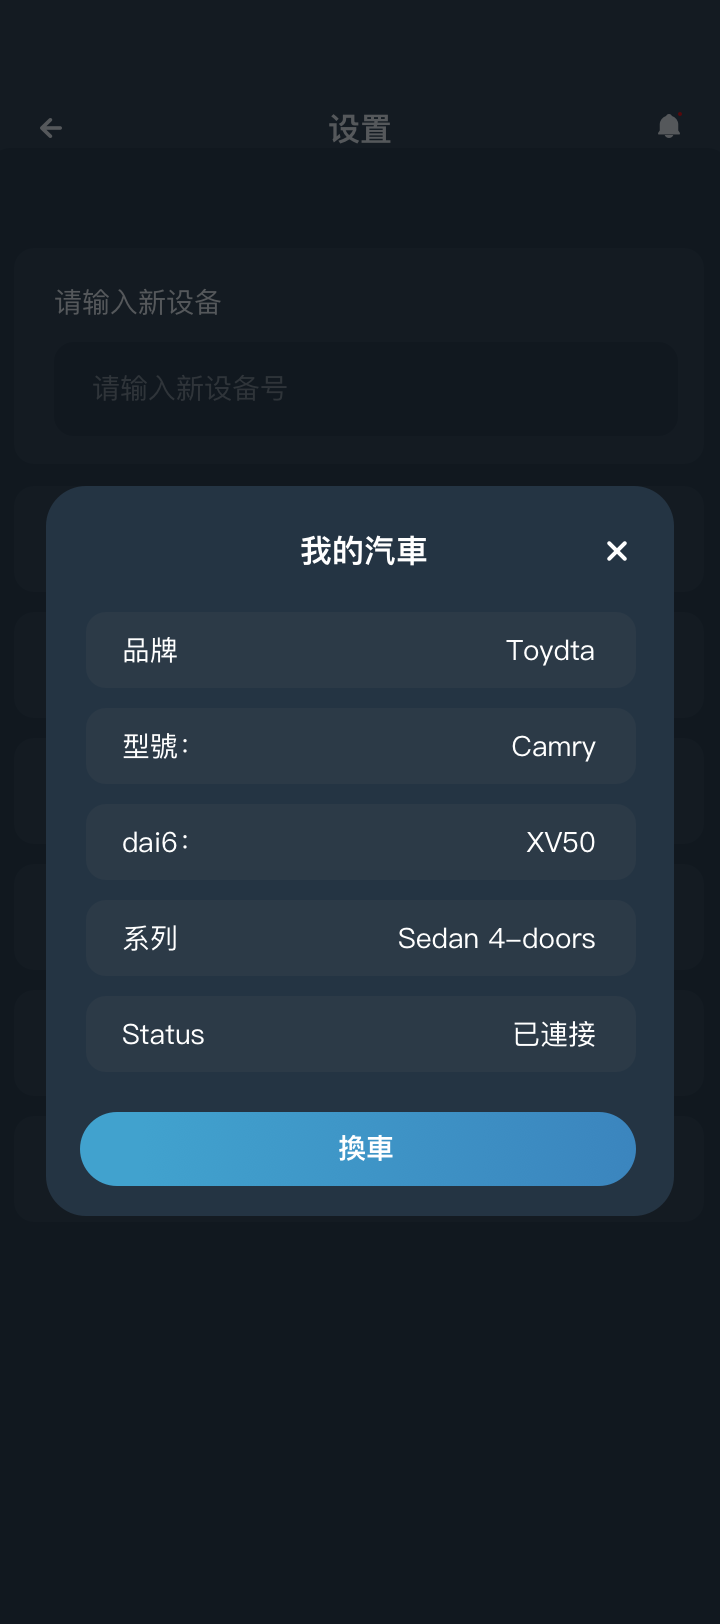 设置
请输入新设备
请输入新设备号
我的汽車
品牌 Toydta
型號: Camry
dai6: XV50
系列 Sedan 4-doors
Status 已連接
換車